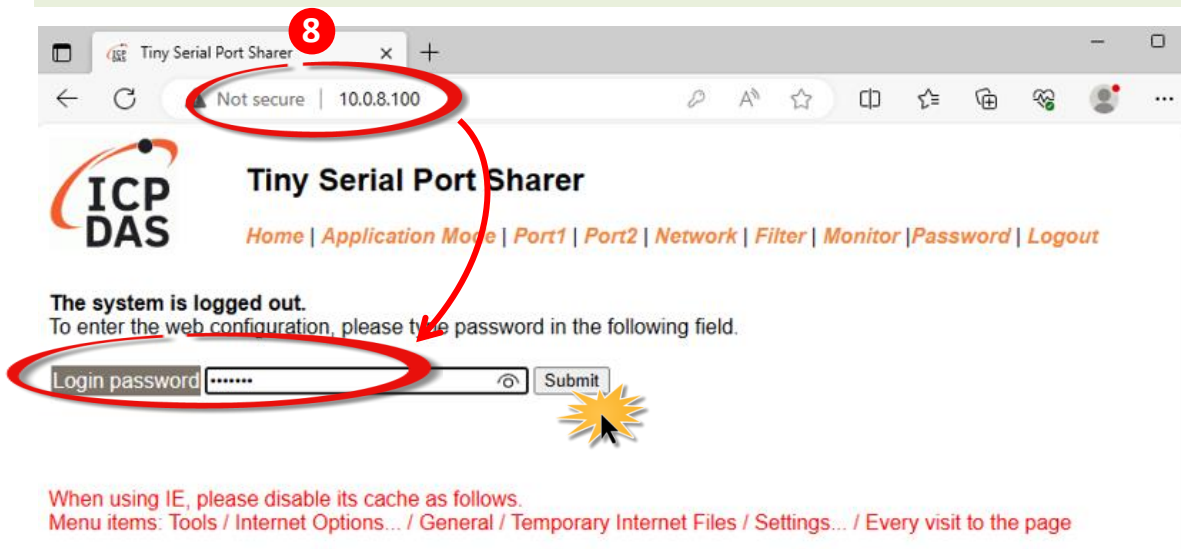 8
Tiny Serial Port Sharer
Not secure | 10.0.8.100
ICP
DAS
Tiny Serial Port Sharer
Home | Application Mode | Port1 | Port2 | Network | Filter | Monitor |Password | Logout
The system is logged out.
To enter the web configuration, please type password in the following field.
Login password ••••••• Submit
When using IE, please disable its cache as follows.
Menu items: Tools / Internet Options... / General / Temporary Internet Files / Settings... / Every visit to the page